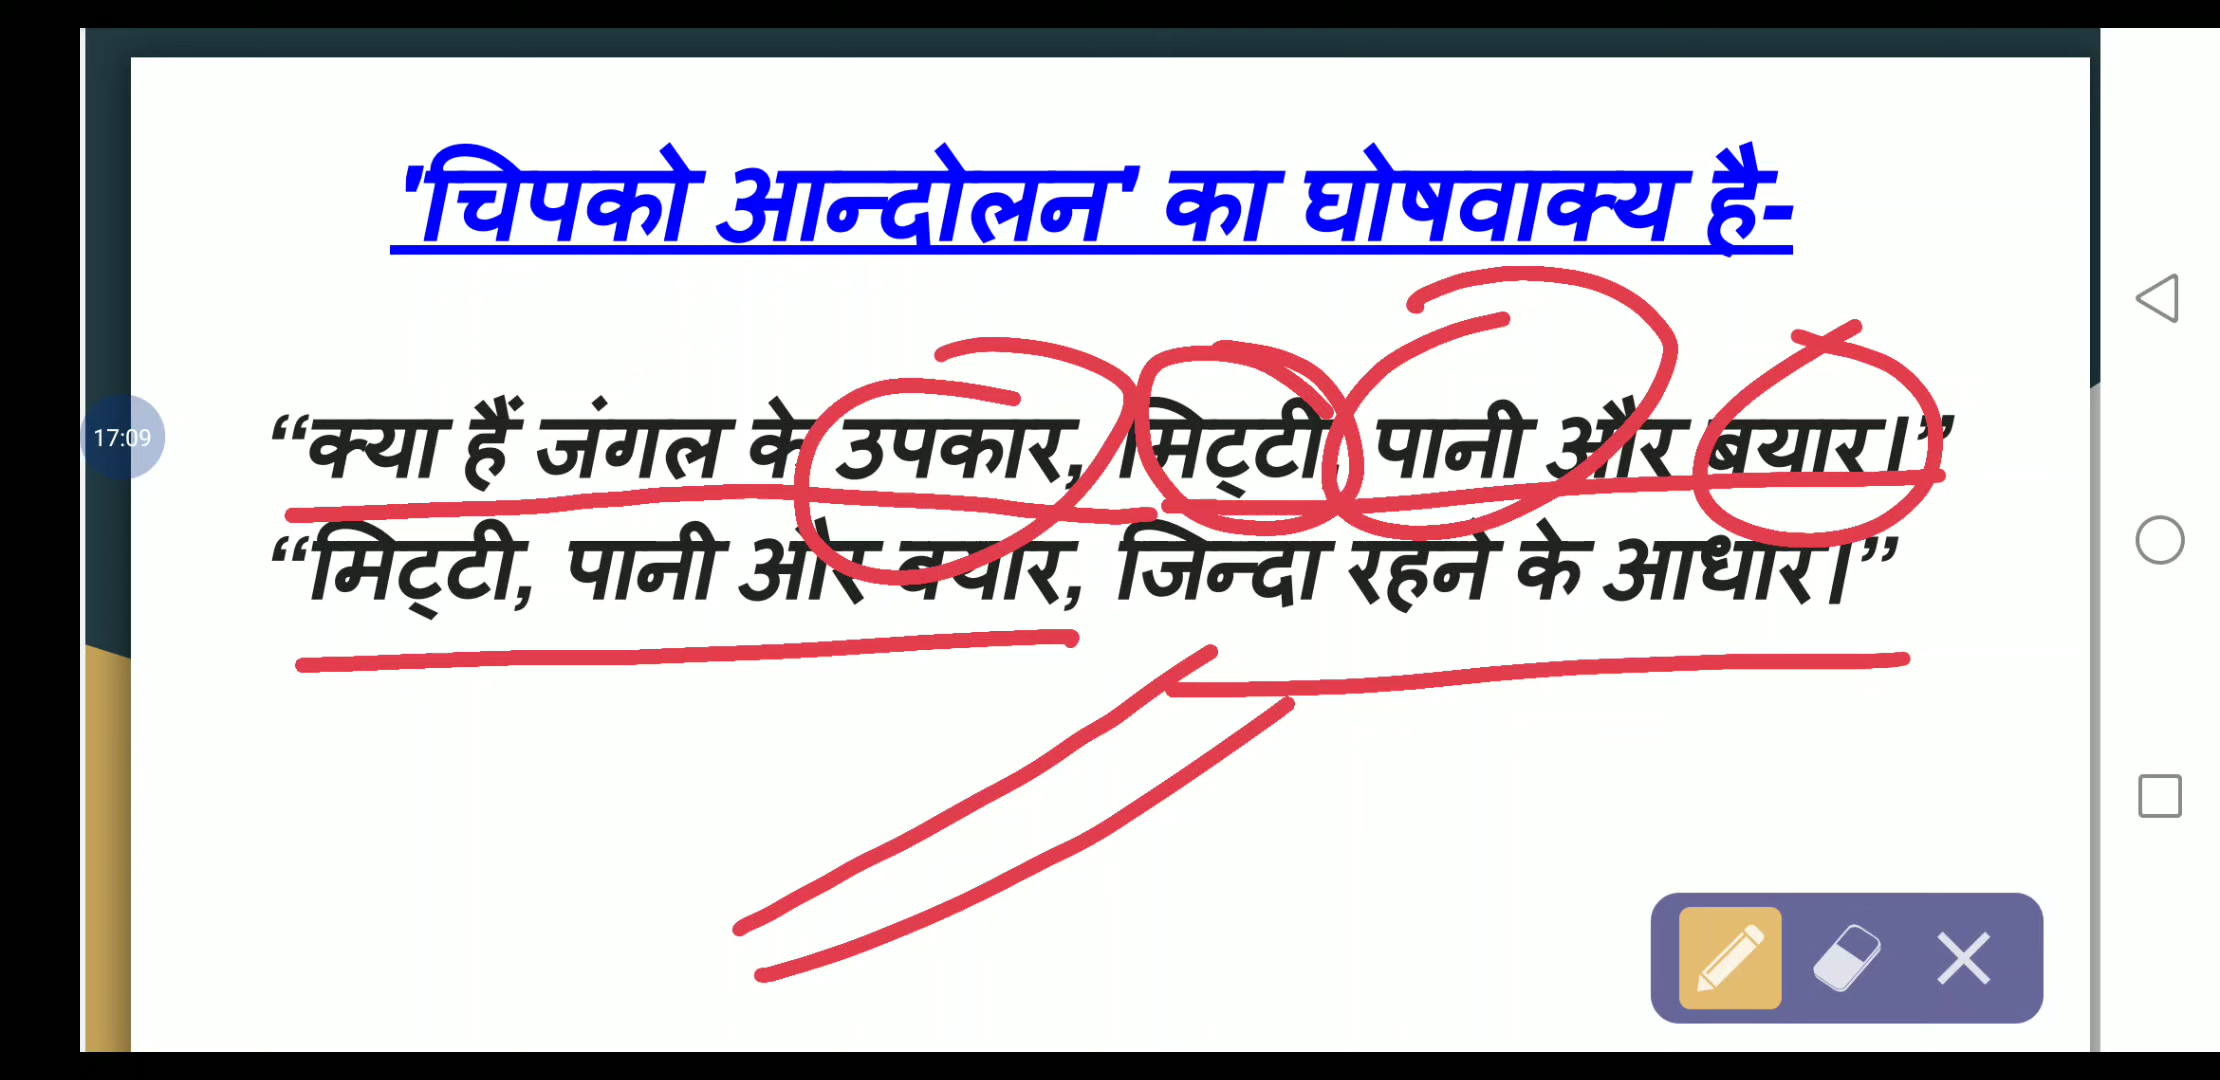 'चिपको आन्दोलन' का घोषवाक्य है-
“क्या हैं जंगल के उपकार, मिट्टी, पानी और बयार।”
“मिट्टी, पानी और बयार, जिन्दा रहने के आधार।”
17:09